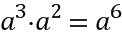 a³·a² = a⁶